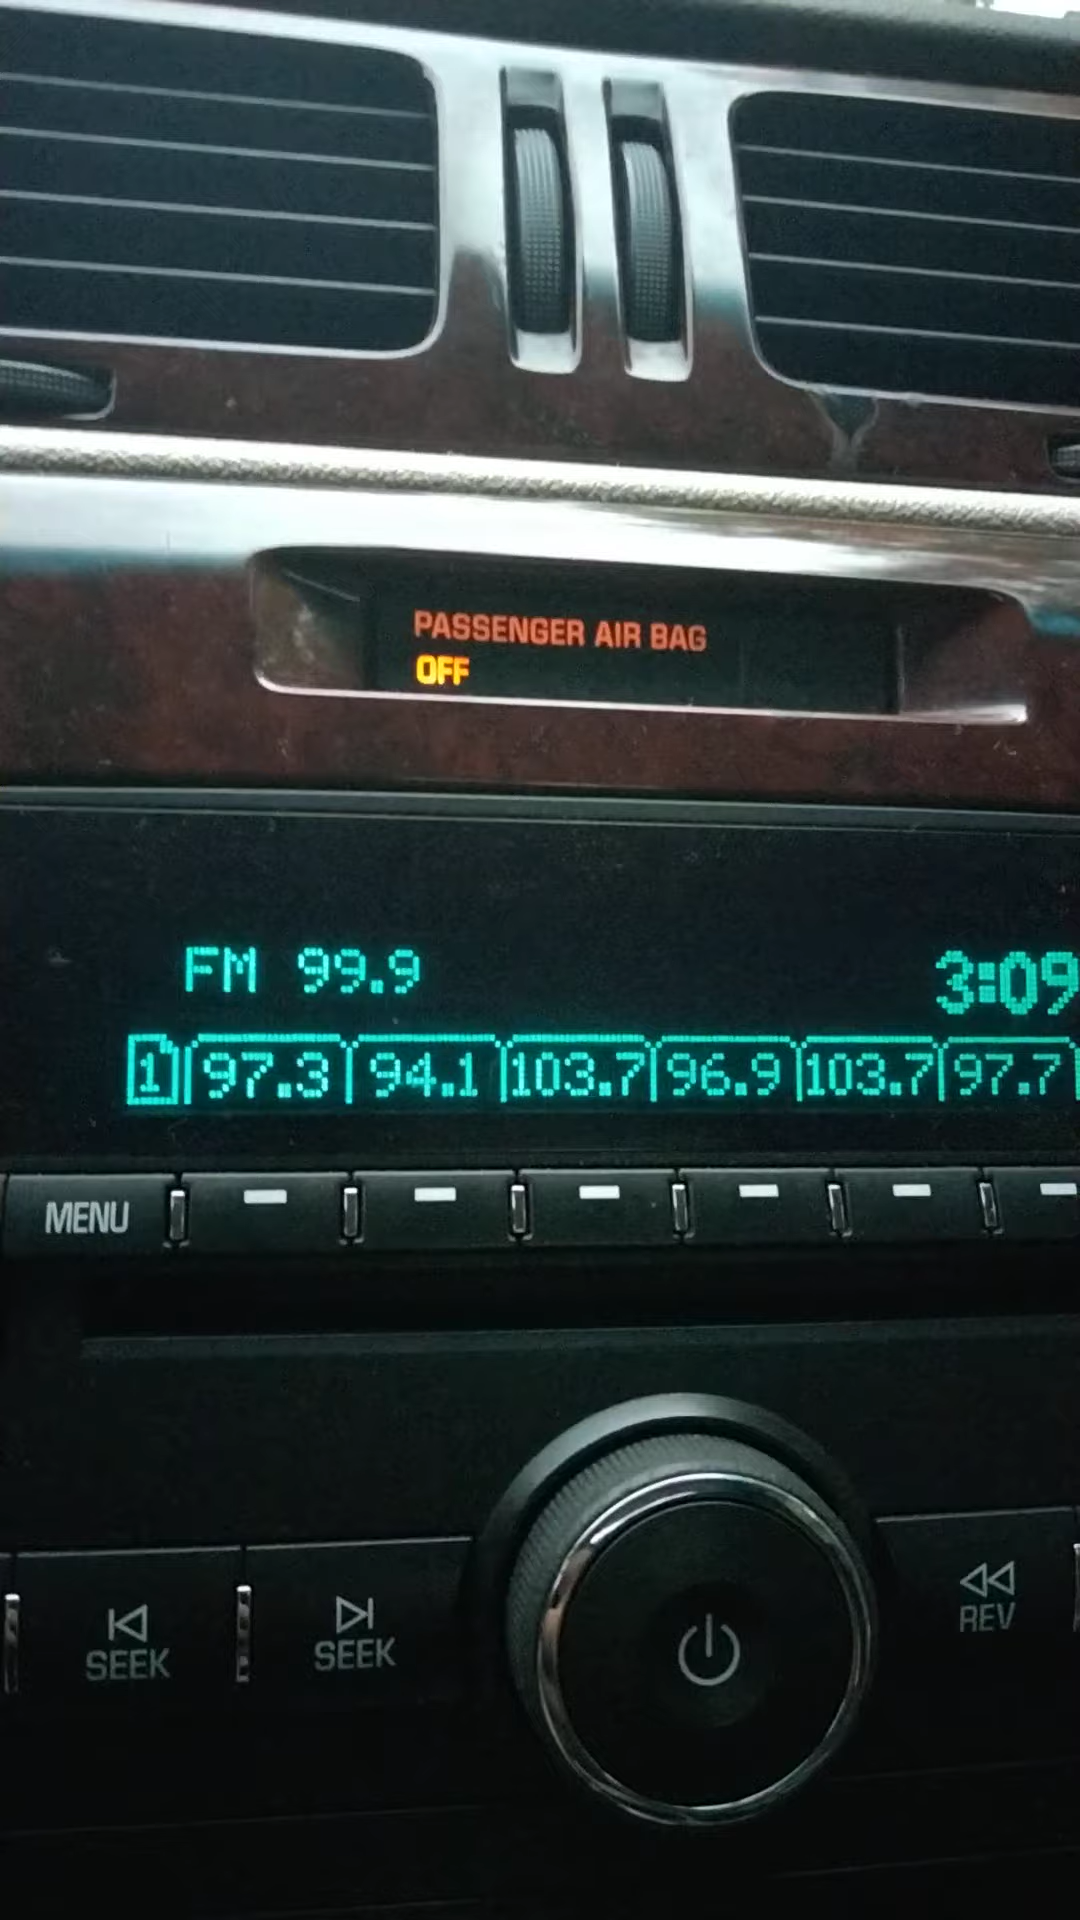 PASSENGER AIR BAG
OFF
FM 99.9 3:09
1 97.3 94.1 103.7 96.9 103.7 97.7
MENU
SEEK SEEK REV